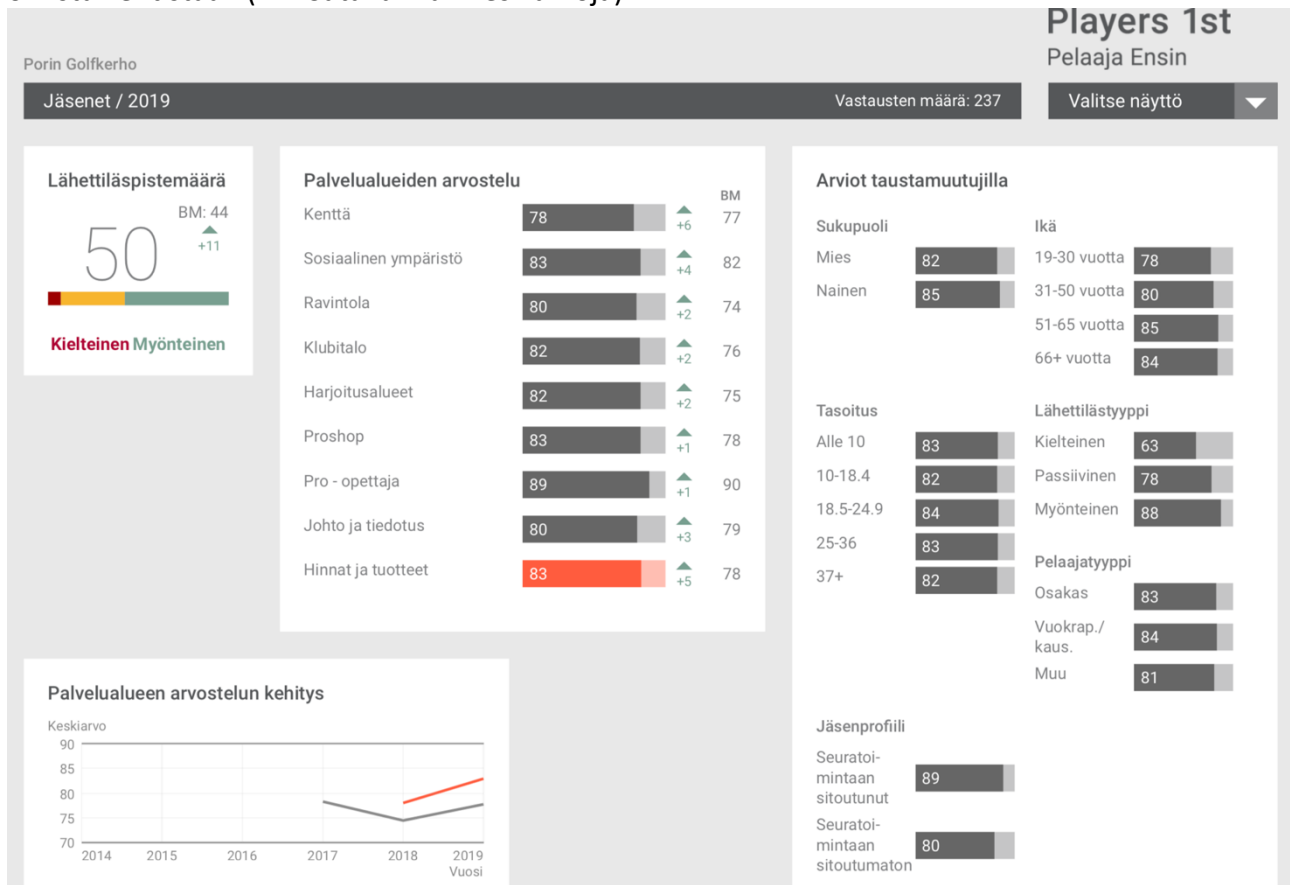 Players 1st
Pelaaja Ensin
Porin Golfkerho
Jäsenet / 2019
Vastausten määrä: 237
Valitse näyttö
Lähettiläspistemäärä
BM: 44
50
+11
Kielteinen Myönteinen
Palvelualueiden arvostelu
BM
Kenttä 78 +6 77
Sosiaalinen ympäristö 83 +4 82
Ravintola 80 +2 74
Klubitalo 82 +2 76
Harjoitusalueet 82 +2 75
Proshop 83 +1 78
Pro - opettaja 89 +1 90
Johto ja tiedotus 80 +3 79
Hinnat ja tuotteet 83 +5 78
Arviot taustamuutujilla
Sukupuoli
Mies 82
Nainen 85
Ikä
19-30 vuotta 78
31-50 vuotta 80
51-65 vuotta 85
66+ vuotta 84
Tasoitus
Alle 10 83
10-18.4 82
18.5-24.9 84
25-36 83
37+ 82
Lähettilästyyppi
Kielteinen 63
Passiivinen 78
Myönteinen 88
Pelaajatyyppi
Osakas 83
Vuokrap./
kaus. 84
Muu 81
Jäsenprofiili
Seuratoi-
mintaan 89
sitoutunut
Seuratoi-
mintaan 80
sitoutumaton
Palvelualueen arvostelun kehitys
Keskiarvo
90
85
80
75
70
2014 2015 2016 2017 2018 2019
Vuosi